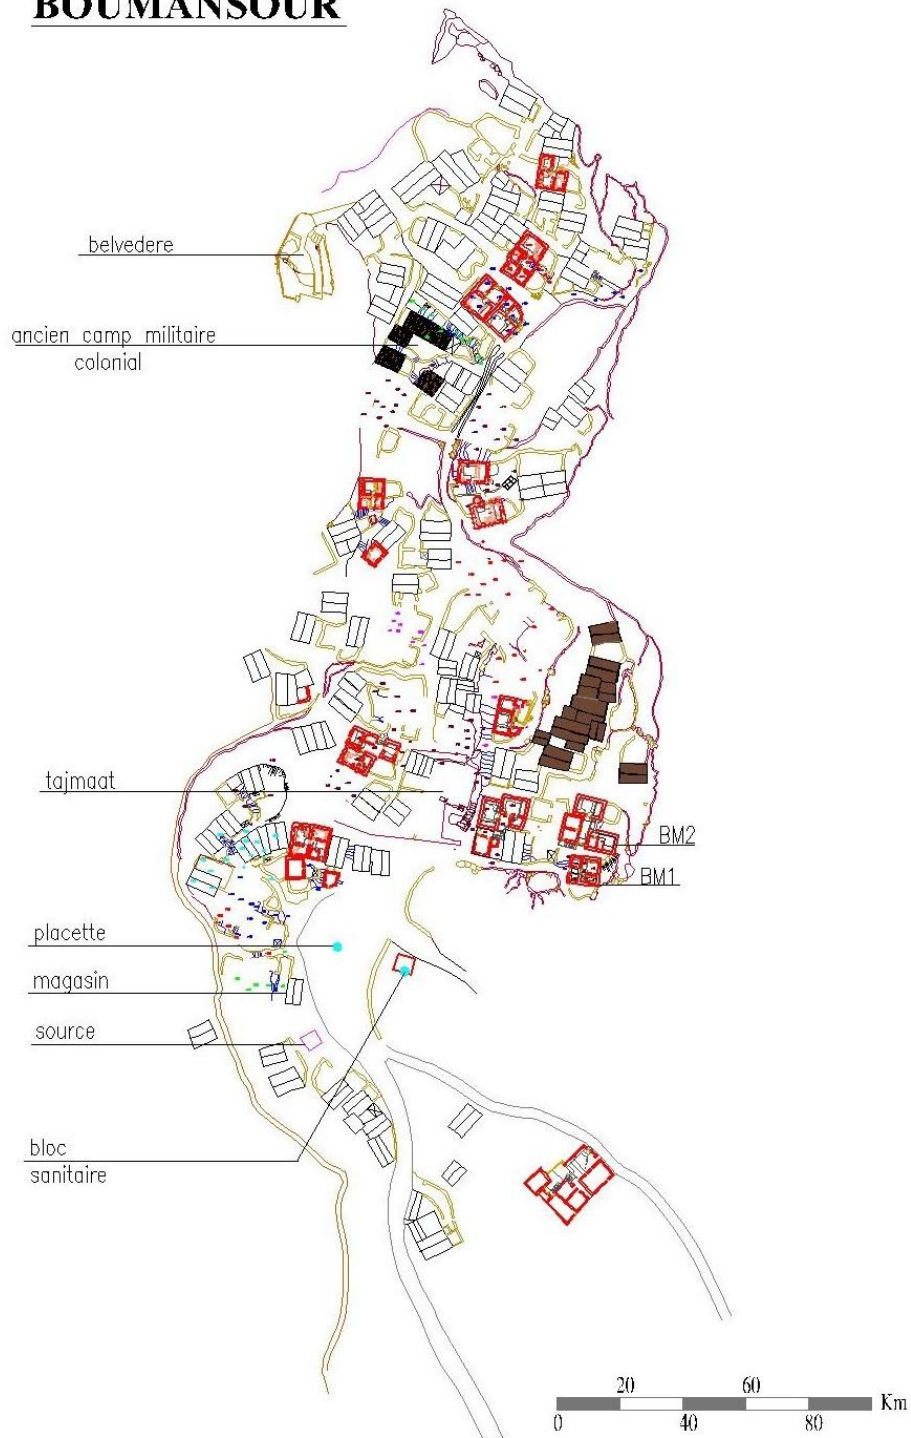 BOUMANSOUR
belvedere
ancien camp militaire
colonial
tajmaat
BM2
BM1
placette
magasin
source
bloc
sanitaire
20 60
Km
0 40 80